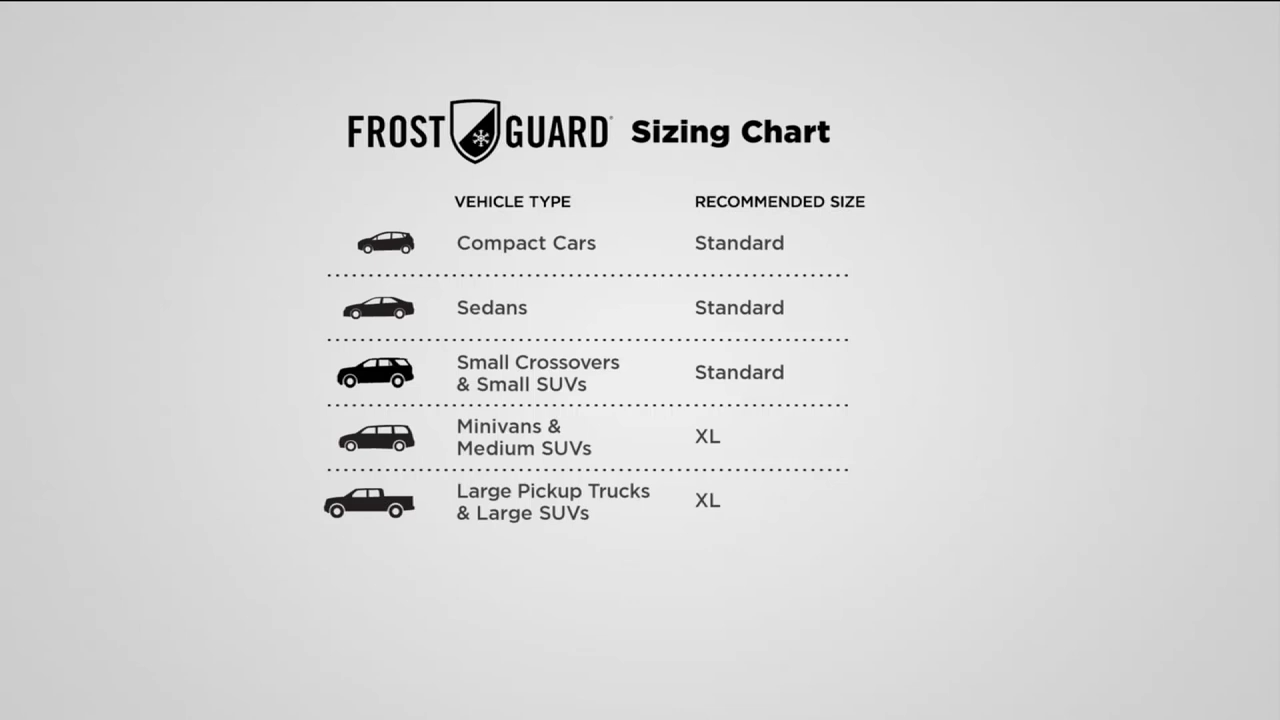 FROST GUARD Sizing Chart
VEHICLE TYPE RECOMMENDED SIZE
Compact Cars Standard
Sedans Standard
Small Crossovers
& Small SUVs
Standard
Minivans &
Medium SUVs
XL
Large Pickup Trucks
& Large SUVs
XL